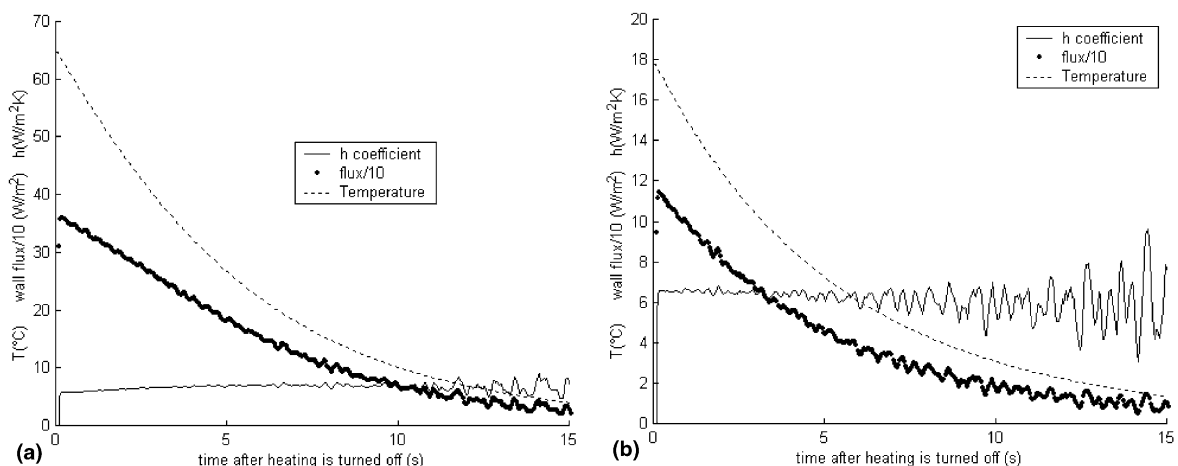 70
60
50
40
30
20
10
0
T(°C) wall flux/10 (W/m²) h(W/m²K)
h coefficient
flux/10
Temperature
0 5 10 15
time after heating is turned off (s)
(a)
20
18
16
14
12
10
8
6
4
2
0
T(°C) wall flux/10 (W/m²) h(W/m²K)
h coefficient
flux/10
Temperature
0 5 10 15
time after heating is turned off (s)
(b)